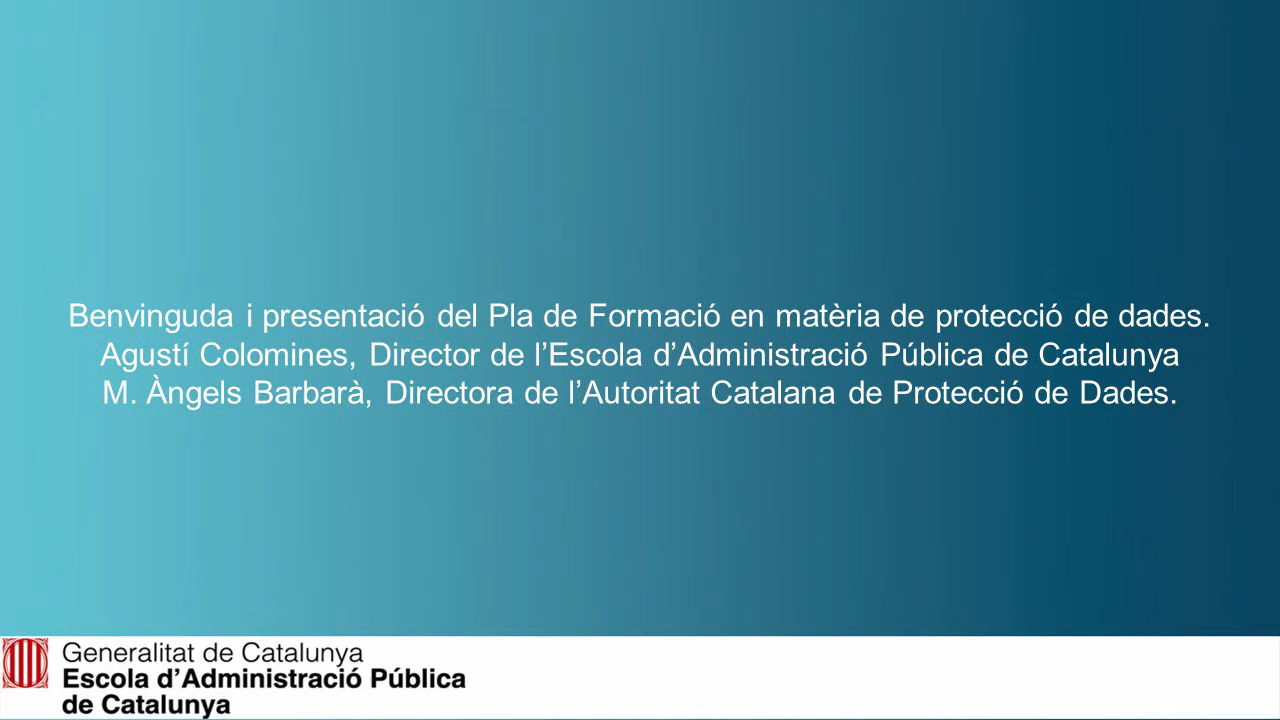 Benvinguda i presentació del Pla de Formació en matèria de protecció de dades.
Agustí Colomines, Director de l’Escola d’Administració Pública de Catalunya
M. Àngels Barbarà, Directora de l’Autoritat Catalana de Protecció de Dades.
Generalitat de Catalunya
Escola d’Administració Pública
de Catalunya